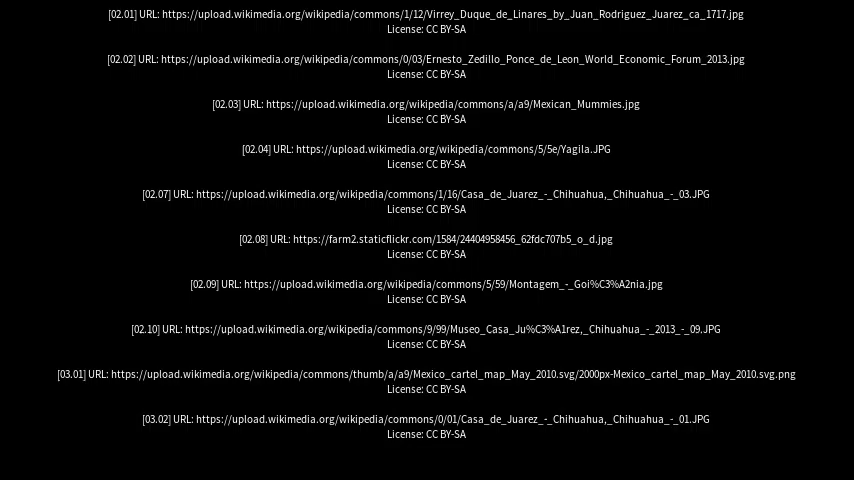 [02.01] URL: https://upload.wikimedia.org/wikipedia/commons/1/12/Virrey_Duque_de_Linares_by_Juan_Rodriguez_Juarez_ca_1717.jpg
License: CC BY-SA
[02.02] URL: https://upload.wikimedia.org/wikipedia/commons/0/03/Ernesto_Zedillo_Ponce_de_Leon_World_Economic_Forum_2013.jpg
License: CC BY-SA
[02.03] URL: https://upload.wikimedia.org/wikipedia/commons/a/a9/Mexican_Mummies.jpg
License: CC BY-SA
[02.04] URL: https://upload.wikimedia.org/wikipedia/commons/5/5e/Yagila.JPG
License: CC BY-SA
[02.07] URL: https://upload.wikimedia.org/wikipedia/commons/1/16/Casa_de_Juarez_-_Chihuahua,_Chihuahua_-_03.JPG
License: CC BY-SA
[02.08] URL: https://farm2.staticflickr.com/1584/24404958456_62fdc707b5_o_d.jpg
License: CC BY-SA
[02.09] URL: https://upload.wikimedia.org/wikipedia/commons/5/59/Montagem_-_Goi%C3%A2nia.jpg
License: CC BY-SA
[02.10] URL: https://upload.wikimedia.org/wikipedia/commons/9/99/Museo_Casa_Ju%C3%A1rez,_Chihuahua_-_2013_-_09.JPG
License: CC BY-SA
[03.01] URL: https://upload.wikimedia.org/wikipedia/commons/thumb/a/a9/Mexico_cartel_map_May_2010.svg/2000px-Mexico_cartel_map_May_2010.svg.png
License: CC BY-SA
[03.02] URL: https://upload.wikimedia.org/wikipedia/commons/0/01/Casa_de_Juarez_-_Chihuahua,_Chihuahua_-_01.JPG
License: CC BY-SA